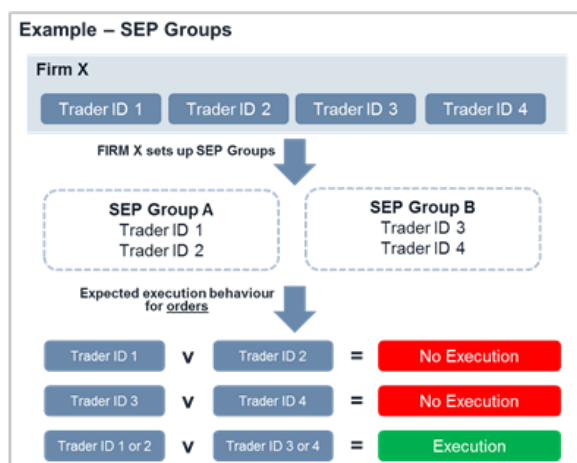 Example – SEP Groups
Firm X
Trader ID 1 Trader ID 2 Trader ID 3 Trader ID 4
FIRM X sets up SEP Groups
SEP Group A
Trader ID 1
Trader ID 2
SEP Group B
Trader ID 3
Trader ID 4
Expected execution behaviour
for orders
Trader ID 1 v Trader ID 2 = No Execution
Trader ID 3 v Trader ID 4 = No Execution
Trader ID 1 or 2 v Trader ID 3 or 4 = Execution